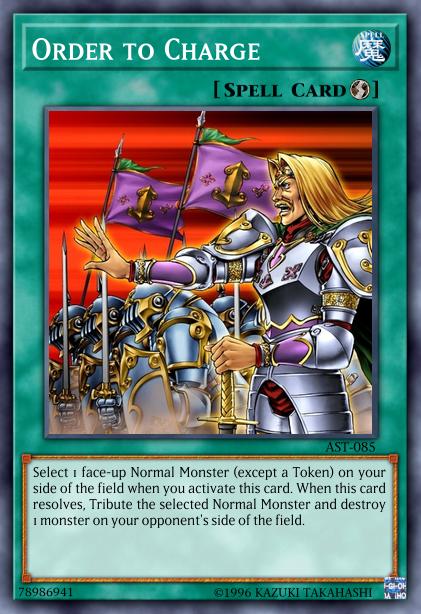 ORDER TO CHARGE
SPELL
魔
[SPELL CARD]
AST-085
Select 1 face-up Normal Monster (except a Token) on your
side of the field when you activate this card. When this card
resolves, Tribute the selected Normal Monster and destroy
1 monster on your opponent's side of the field.
78986941
©1996 KAZUKI TAKAHASHI